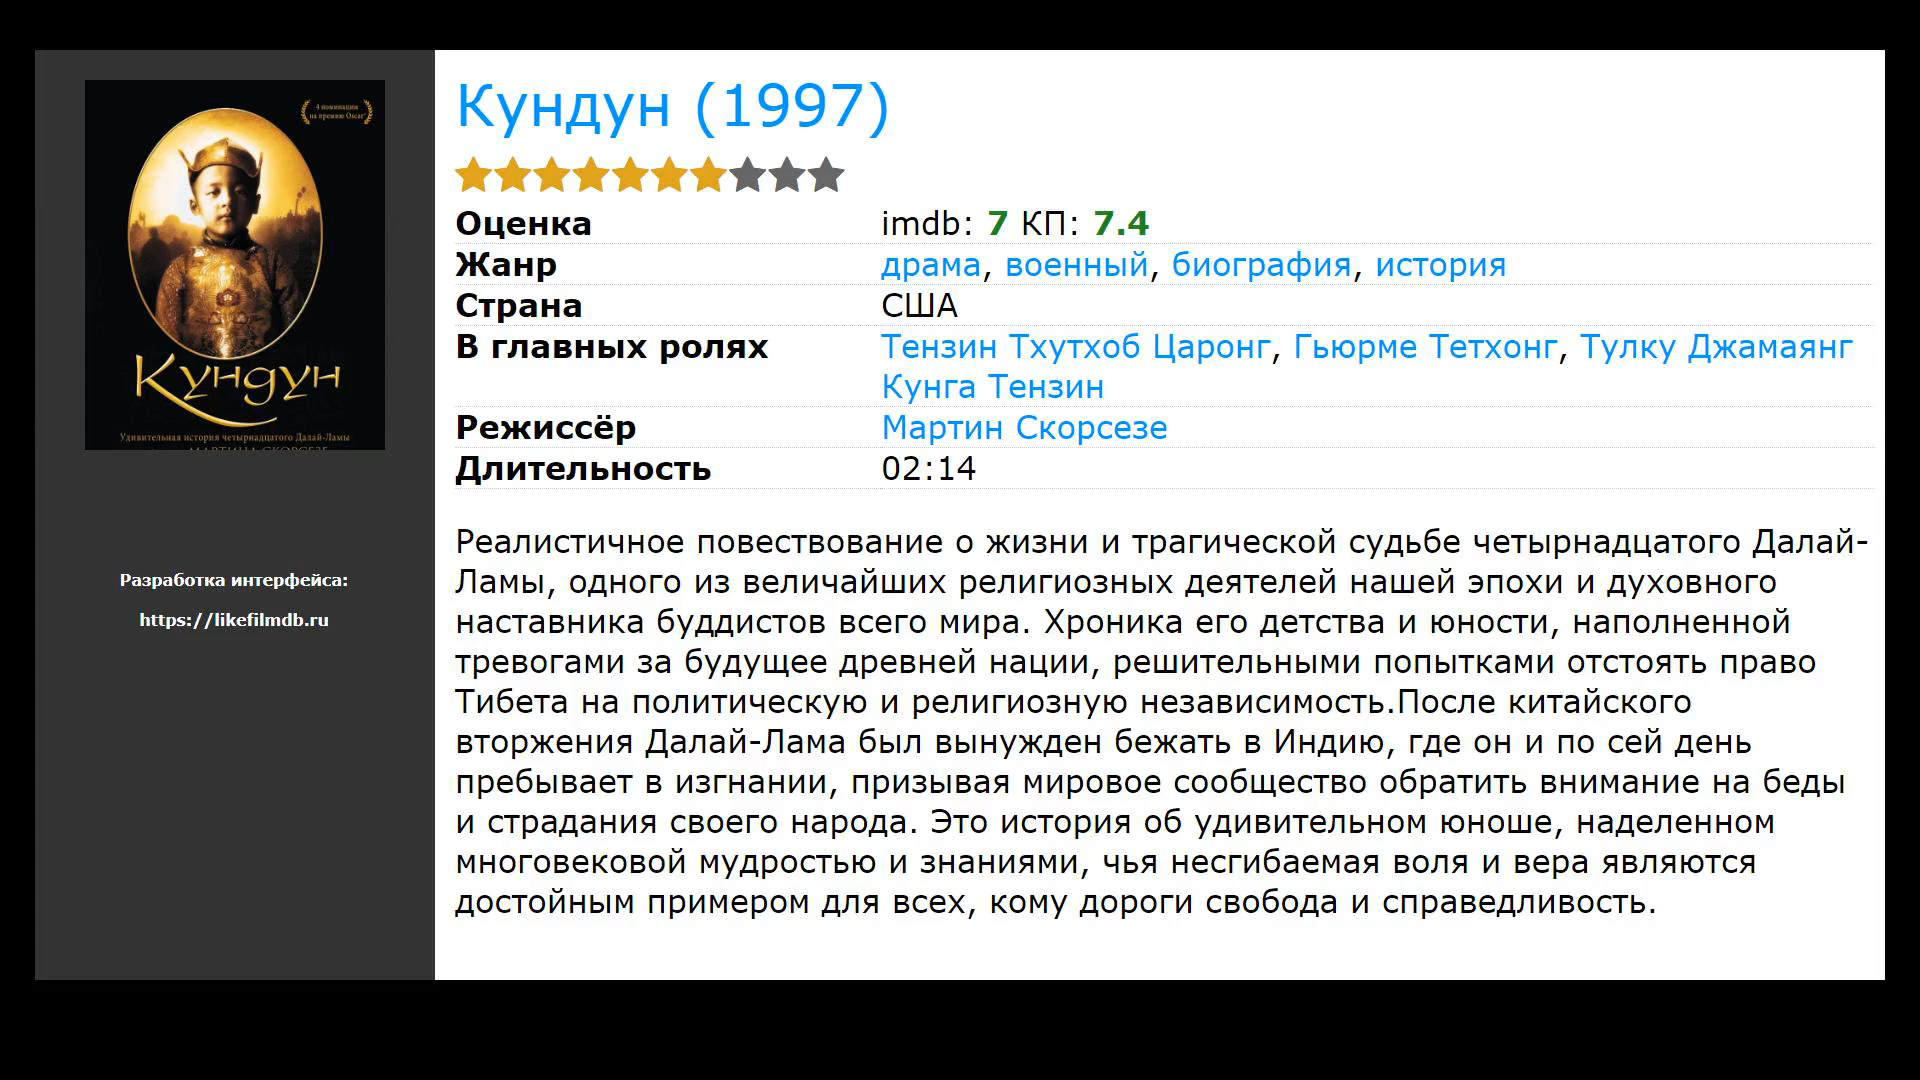 4 номинации
на премию Oscar
Кундун
Удивительная история четырнадцатого Далай-Ламы
МАРТИНА СКОРСЕЗЕ
Разработка интерфейса:
https://likefilmdb.ru
Кундун (1997)
Оценка imdb: 7 КП: 7.4
Жанр драма, военный, биография, история
Страна США
В главных ролях Тензин Тхутхоб Царонг, Гьюрме Тетхонг, Тулку Джамаянг
Кунга Тензин
Режиссёр Мартин Скорсезе
Длительность 02:14
Реалистичное повествование о жизни и трагической судьбе четырнадцатого Далай-
Ламы, одного из величайших религиозных деятелей нашей эпохи и духовного
наставника буддистов всего мира. Хроника его детства и юности, наполненной
тревогами за будущее древней нации, решительными попытками отстоять право
Тибета на политическую и религиозную независимость.После китайского
вторжения Далай-Лама был вынужден бежать в Индию, где он и по сей день
пребывает в изгнании, призывая мировое сообщество обратить внимание на беды
и страдания своего народа. Это история об удивительном юноше, наделенном
многовековой мудростью и знаниями, чья несгибаемая воля и вера являются
достойным примером для всех, кому дороги свобода и справедливость.